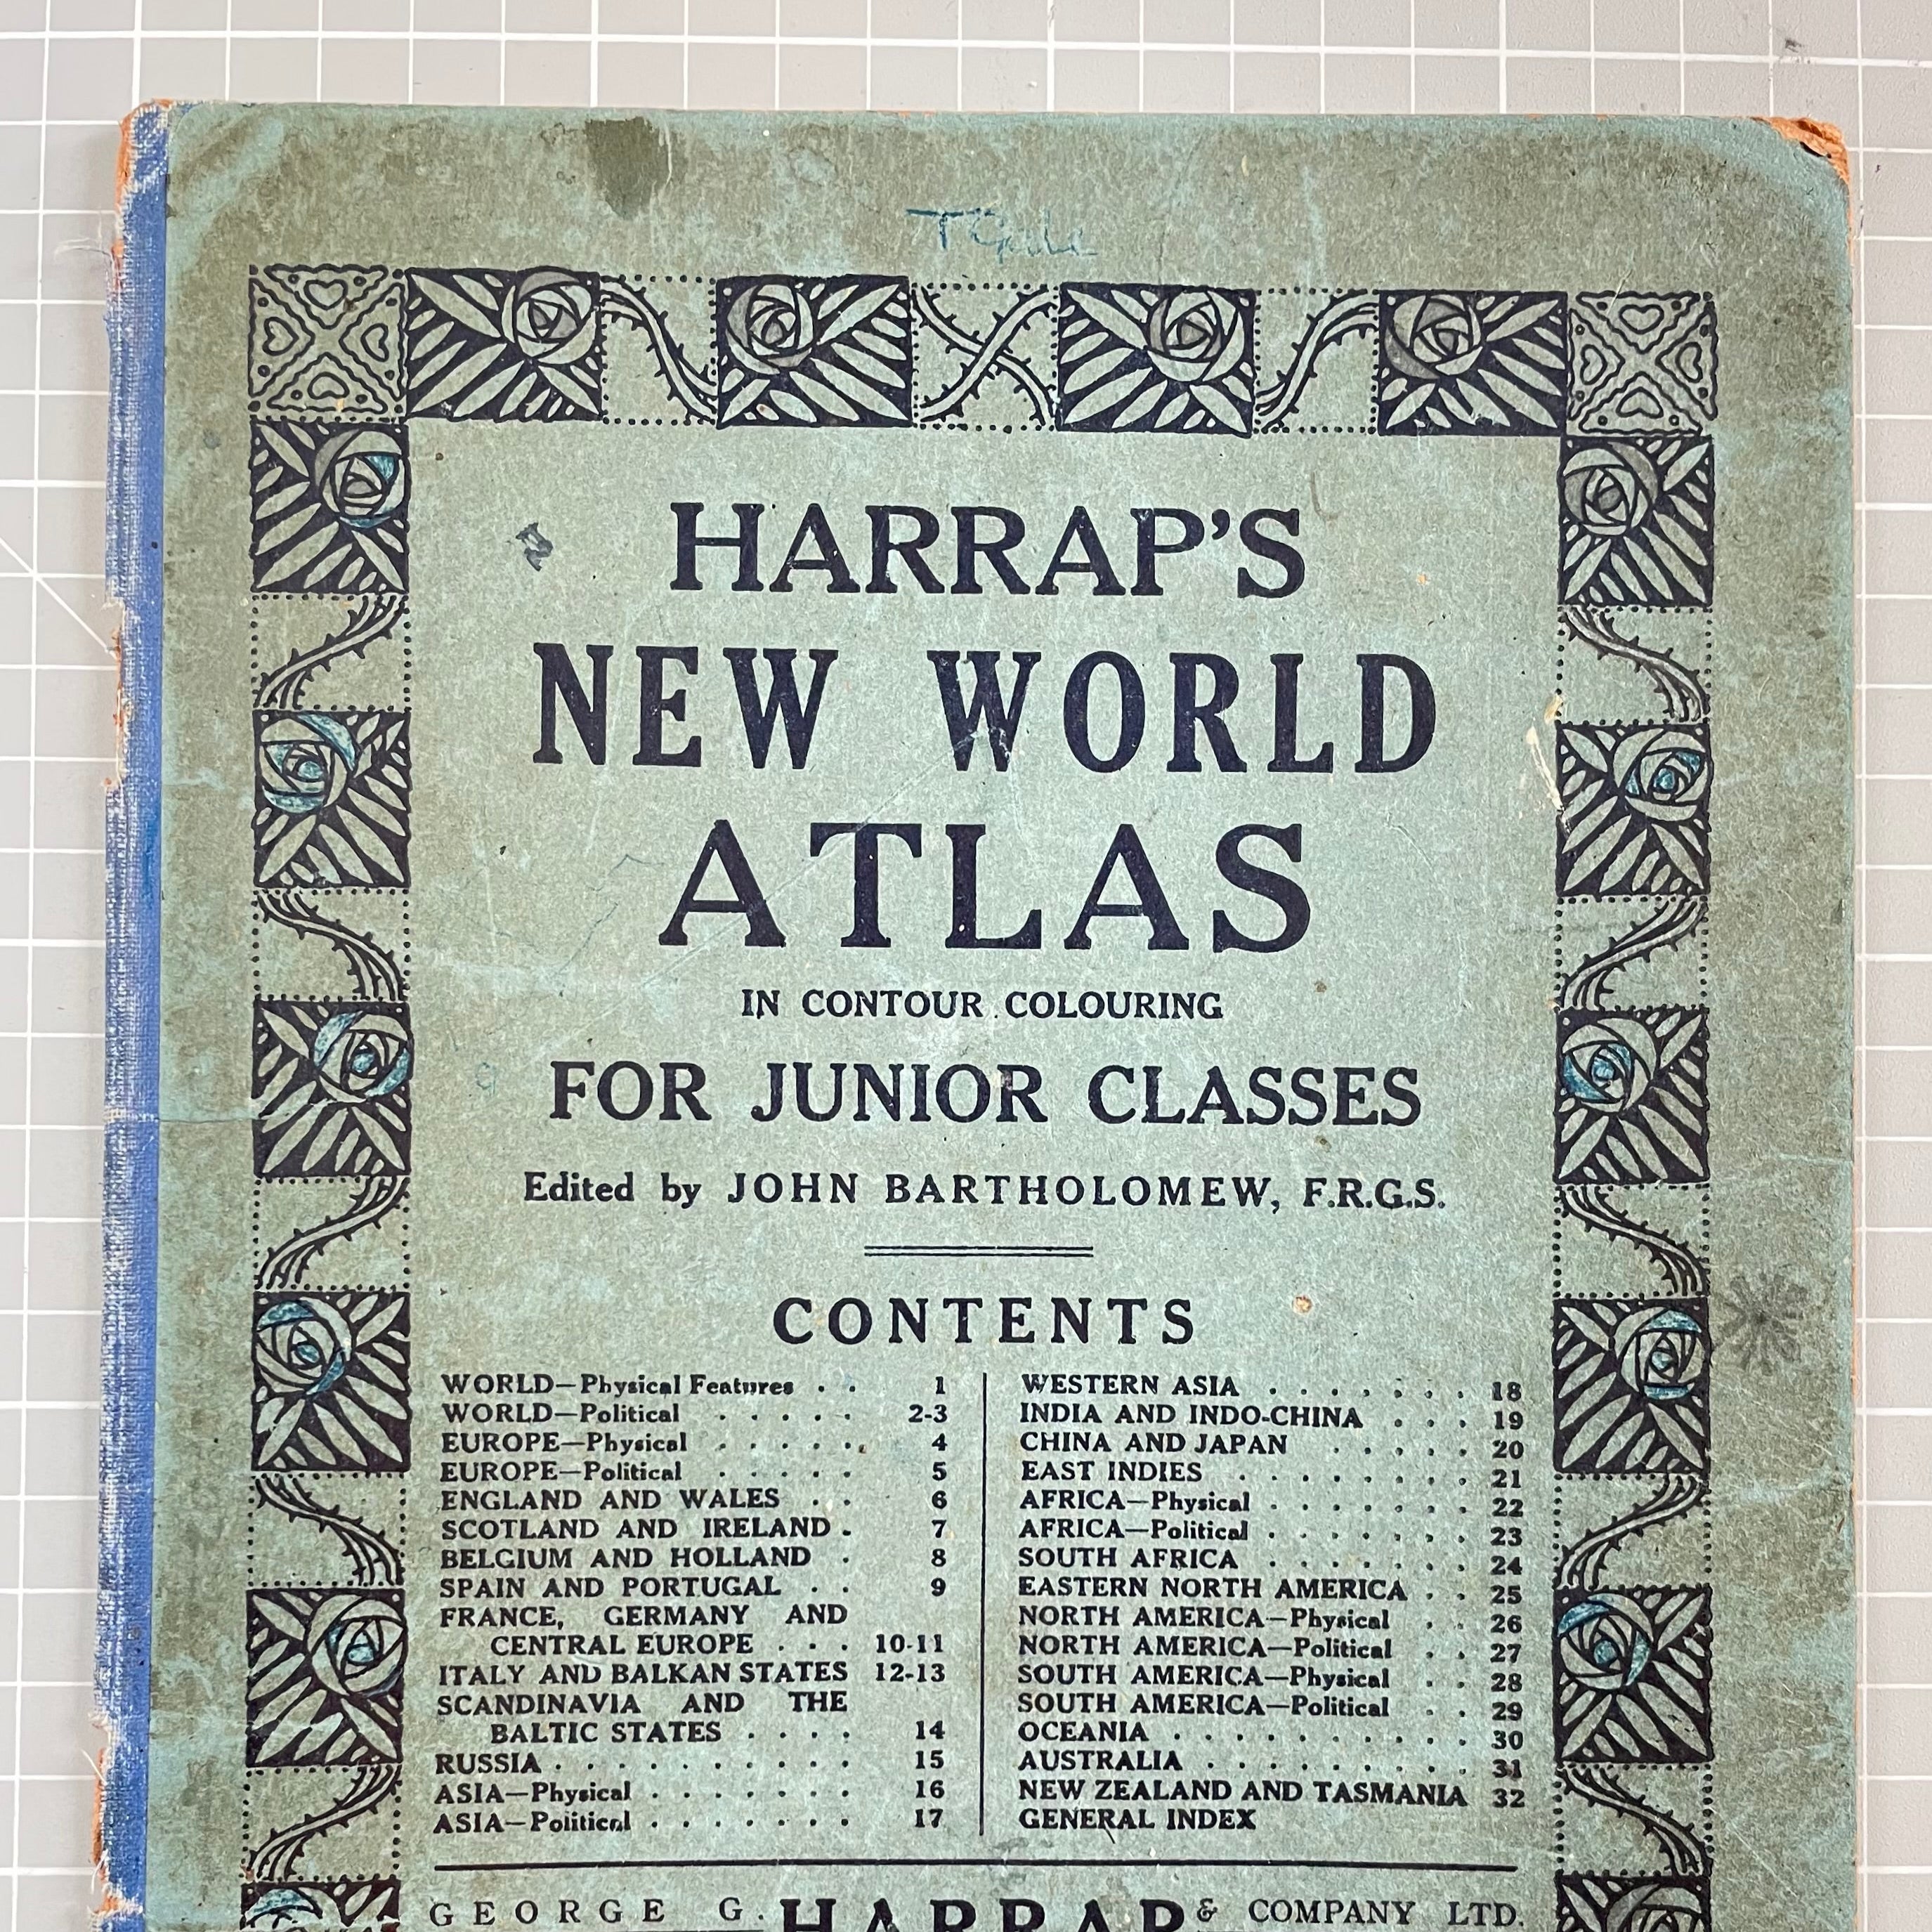 HARRAP'S
NEW WORLD
ATLAS
IN CONTOUR COLOURING
FOR JUNIOR CLASSES
Edited by JOHN BARTHOLOMEW, F.R.G.S.
CONTENTS
WORLD—Physical Features . . 1
WORLD—Political . . . . . 2-3
EUROPE—Physical . . . . . 4
EUROPE—Political . . . . . 5
ENGLAND AND WALES . . 6
SCOTLAND AND IRELAND . 7
BELGIUM AND HOLLAND . 8
SPAIN AND PORTUGAL . . 9
FRANCE, GERMANY AND
CENTRAL EUROPE . . . 10-11
ITALY AND BALKAN STATES 12-13
SCANDINAVIA AND THE
BALTIC STATES . . . . 14
RUSSIA . . . . . . . . . . 15
ASIA—Physical . . . . . . . 16
ASIA—Political . . . . . . . 17
WESTERN ASIA . . . . . . . 18
INDIA AND INDO-CHINA . . . 19
CHINA AND JAPAN . . . . . 20
EAST INDIES . . . . . . . . 21
AFRICA—Physical . . . . . . . 22
AFRICA—Political . . . . . . . 23
SOUTH AFRICA . . . . . . . 24
EASTERN NORTH AMERICA . . 25
NORTH AMERICA—Physical . . 26
NORTH AMERICA—Political . . 27
SOUTH AMERICA—Physical . . 28
SOUTH AMERICA—Political . . 29
OCEANIA . . . . . . . . . . 30
AUSTRALIA . . . . . . . . . 31
NEW ZEALAND AND TASMANIA 32
GENERAL INDEX
GEORGE G. HARRAP & COMPANY LTD.